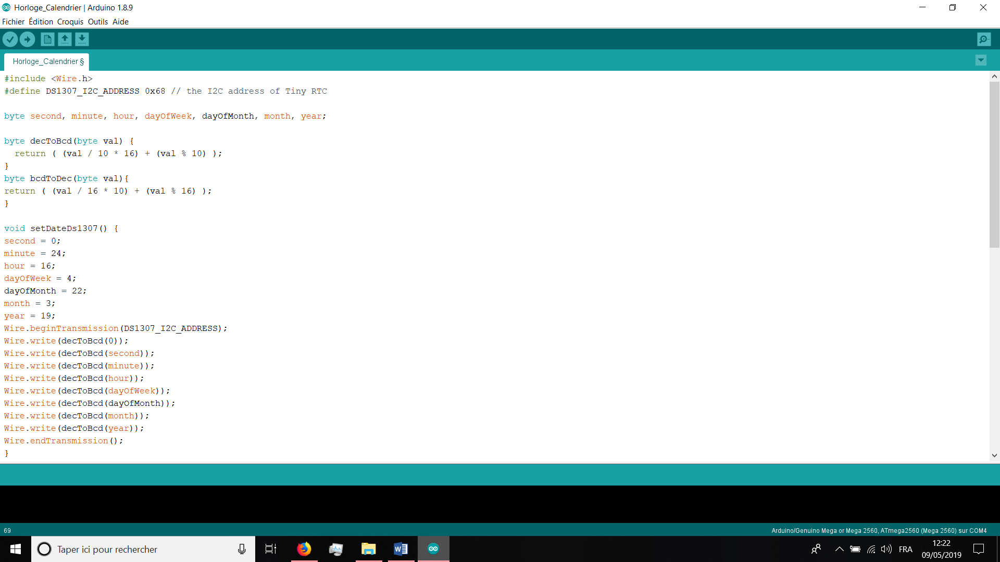 Horloge_Calendrier | Arduino 1.8.9
Fichier Édition Croquis Outils Aide
Horloge_Calendrier §
#include <Wire.h>
#define DS1307_I2C_ADDRESS 0x68 // the I2C address of Tiny RTC
byte second, minute, hour, dayOfWeek, dayOfMonth, month, year;
byte decToBcd(byte val) {
  return ( (val / 10 * 16) + (val % 10) );
}
byte bcdToDec(byte val){
return ( (val / 16 * 10) + (val % 16) );
}
void setDateDs1307() {
second = 0;
minute = 24;
hour = 16;
dayOfWeek = 4;
dayOfMonth = 22;
month = 3;
year = 19;
Wire.beginTransmission(DS1307_I2C_ADDRESS);
Wire.write(decToBcd(0));
Wire.write(decToBcd(second));
Wire.write(decToBcd(minute));
Wire.write(decToBcd(hour));
Wire.write(decToBcd(dayOfWeek));
Wire.write(decToBcd(dayOfMonth));
Wire.write(decToBcd(month));
Wire.write(decToBcd(year));
Wire.endTransmission();
}
69
Arduino/Genuino Mega or Mega 2560, ATmega2560 (Mega 2560) sur COM4
Taper ici pour rechercher
FRA
12:22
09/05/2019